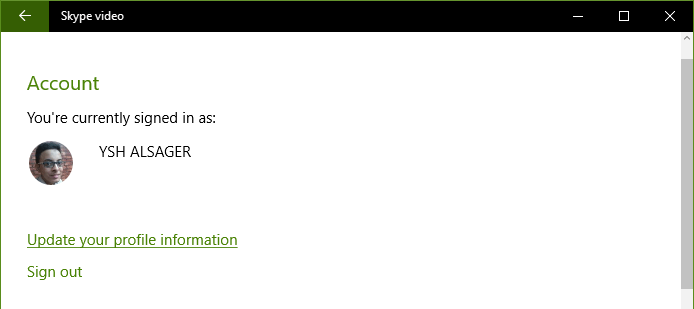 Skype video
Account
You're currently signed in as:
YSH ALSAGER
Update your profile information
Sign out